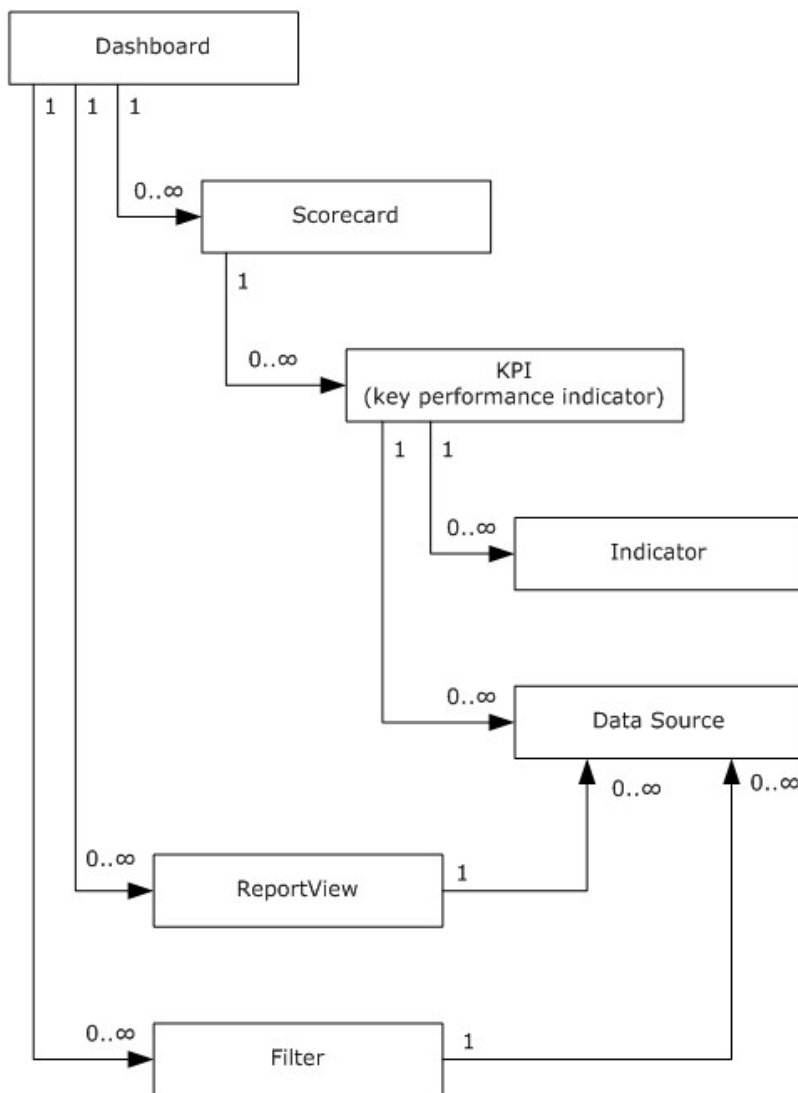 Dashboard
1
1
1
0..∞
Scorecard
1
0..∞
KPI
(key performance indicator)
1
1
0..∞
Indicator
0..∞
Data Source
0..∞
0..∞
0..∞
ReportView
1
0..∞
Filter
1